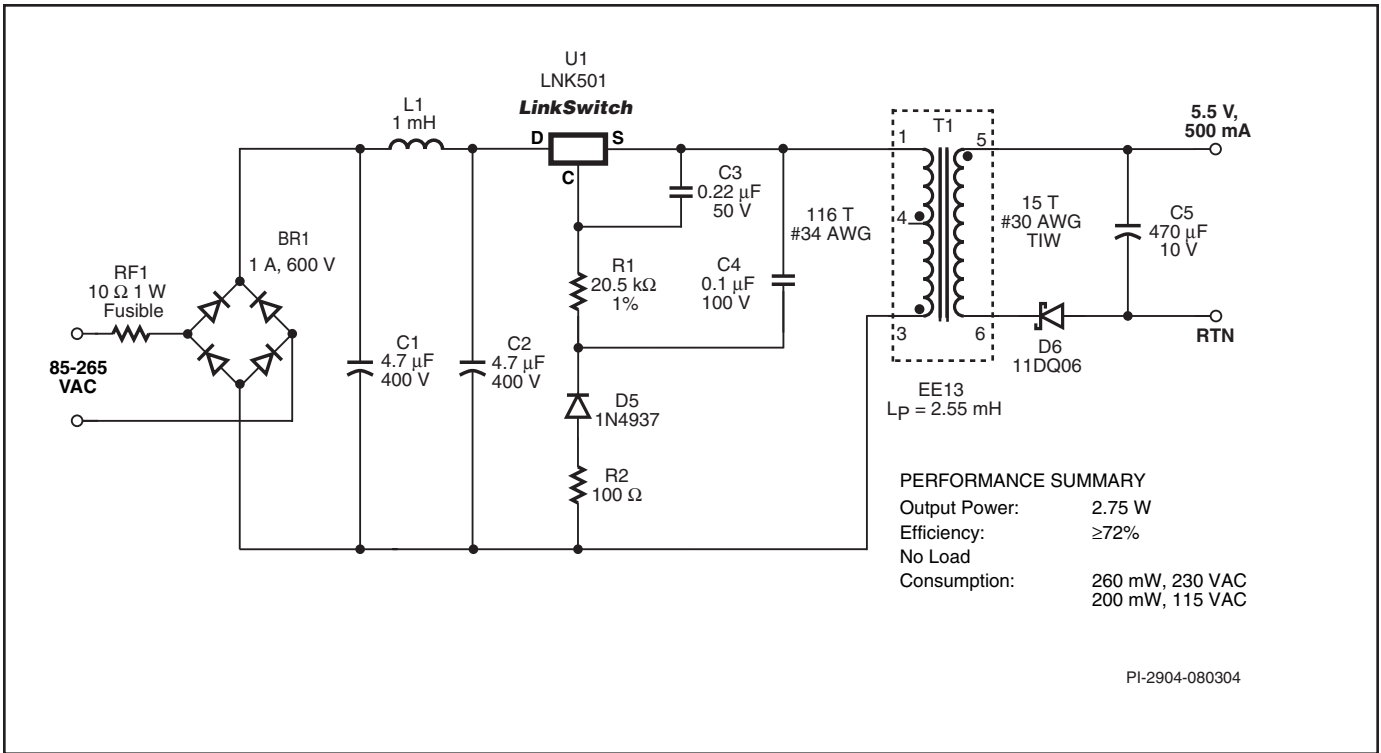 U1
LNK501
LinkSwitch
L1
1 mH
D
S
C
5.5 V,
500 mA
1
T1
5
C3
0.22 µF
50 V
116 T
#34 AWG
4
15 T
#30 AWG
TIW
C5
470 µF
10 V
BR1
1 A, 600 V
RF1
10 Ω 1 W
Fusible
R1
20.5 kΩ
1%
C4
0.1 µF
100 V
3
6
RTN
D6
11DQ06
85-265
VAC
C1
4.7 µF
400 V
C2
4.7 µF
400 V
D5
1N4937
EE13
LP = 2.55 mH
R2
100 Ω
PERFORMANCE SUMMARY
Output Power: 2.75 W
Efficiency: ≥72%
No Load
Consumption: 260 mW, 230 VAC
200 mW, 115 VAC
PI-2904-080304